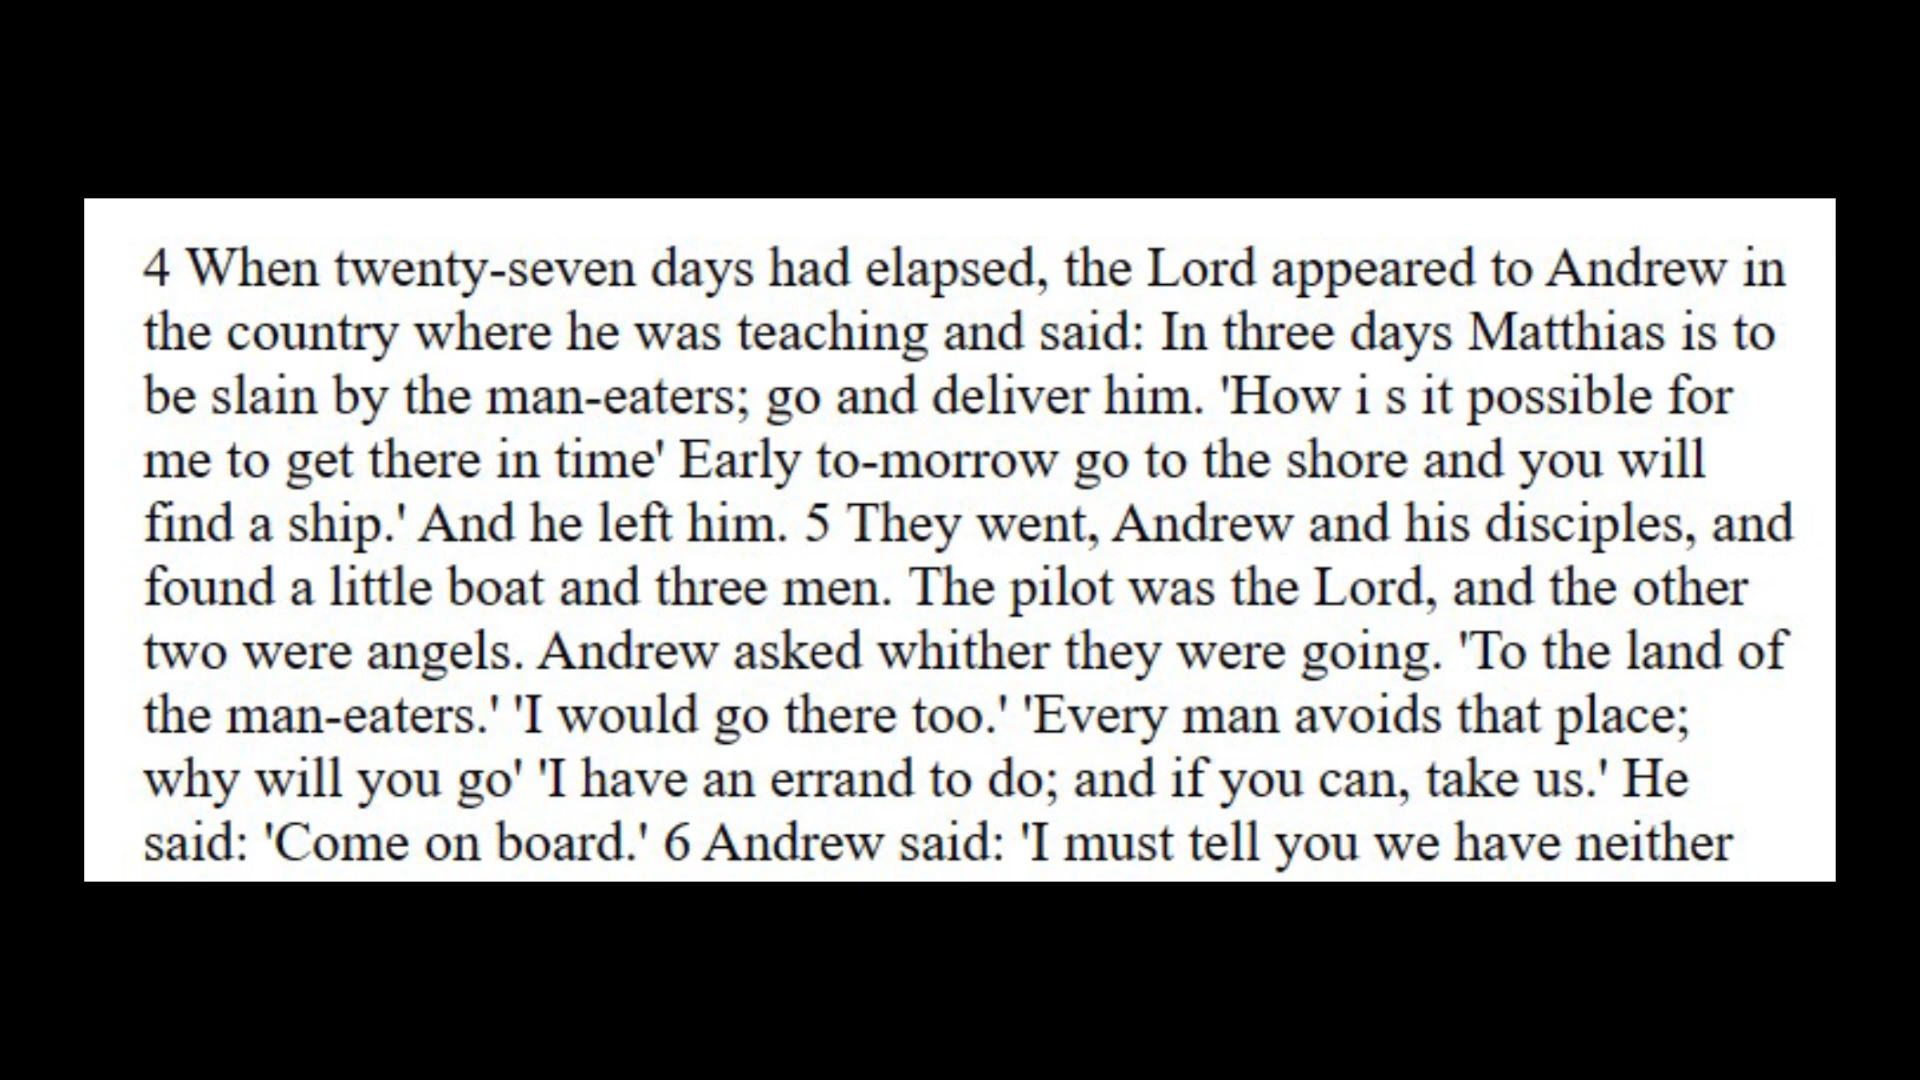 4 When twenty-seven days had elapsed, the Lord appeared to Andrew in
the country where he was teaching and said: In three days Matthias is to
be slain by the man-eaters; go and deliver him. 'How i s it possible for
me to get there in time' Early to-morrow go to the shore and you will
find a ship.' And he left him. 5 They went, Andrew and his disciples, and
found a little boat and three men. The pilot was the Lord, and the other
two were angels. Andrew asked whither they were going. 'To the land of
the man-eaters.' 'I would go there too.' 'Every man avoids that place;
why will you go' 'I have an errand to do; and if you can, take us.' He
said: 'Come on board.' 6 Andrew said: 'I must tell you we have neither